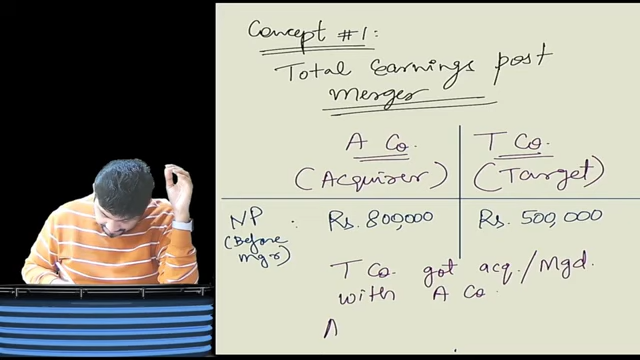 Concept #1:
Total Earnings post
Merger
A Co. T Co.
(Acquirer) (Target)
NP : Rs. 800,000 Rs. 500,000
(Before
mgr)
T Co. got acq./Mgd.
with A Co.
A